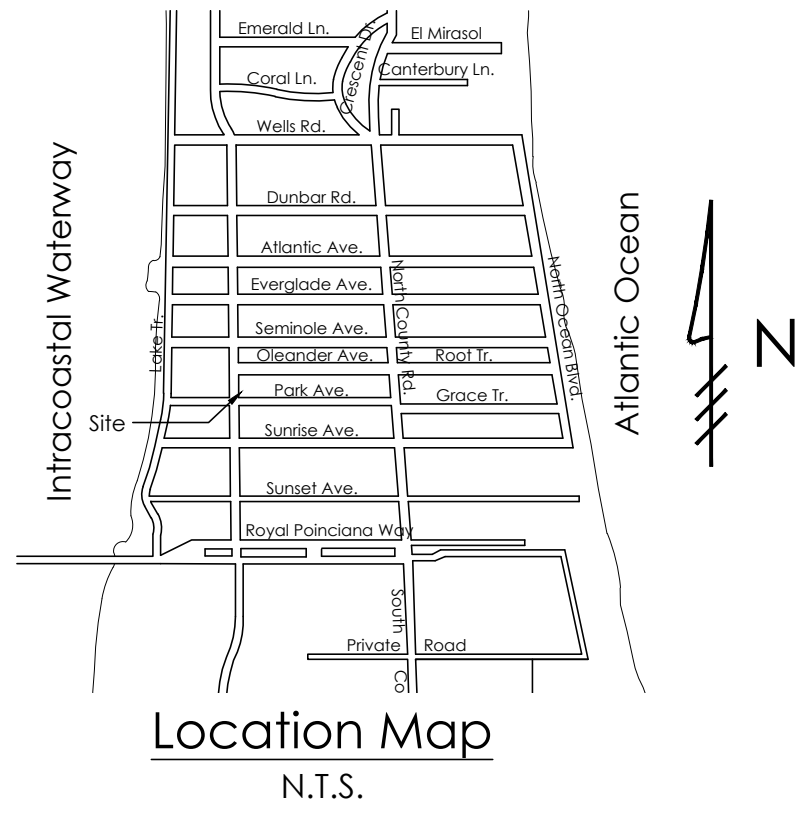 Emerald Ln.
El Mirasol
Crescent Dr.
Coral Ln.
Canterbury Ln.
Wells Rd.
Dunbar Rd.
Atlantic Ave.
Everglade Ave.
Seminole Ave.
Oleander Ave.
Root Tr.
Park Ave.
Grace Tr.
Sunrise Ave.
Sunset Ave.
Royal Poinciana Way
Private Road
Lake Tr.
North County Rd.
North Ocean Blvd.
South
Co
Intracoastal Waterway
Atlantic Ocean
Site
N
Location Map
N.T.S.